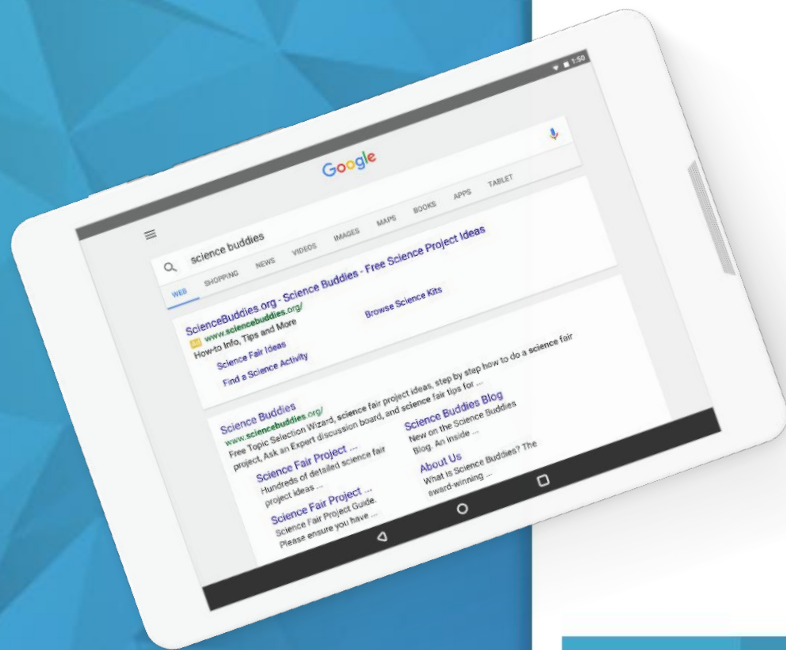 1:50
Google
science buddies
WEB SHOPPING NEWS VIDEOS IMAGES MAPS BOOKS APPS TABLET
ScienceBuddies.org - Science Buddies - Free Science Project Ideas
www.sciencebuddies.org/
How-to Info, Tips and More
Science Fair Ideas
Browse Science Kits
Find a Science Activity
Science Buddies
www.sciencebuddies.org/
Free Topic Selection Wizard, science fair project ideas, step by step how to do a science fair
project, Ask an Expert discussion board, and science fair tips for ...
Science Fair Project ...
Hundreds of detailed science fair
project ideas ...
Science Fair Project ...
Science Fair Project Guide.
Please ensure you have ...
Science Buddies Blog
New on the Science Buddies
Blog. An inside ...
About Us
What Is Science Buddies? The
award-winning ...